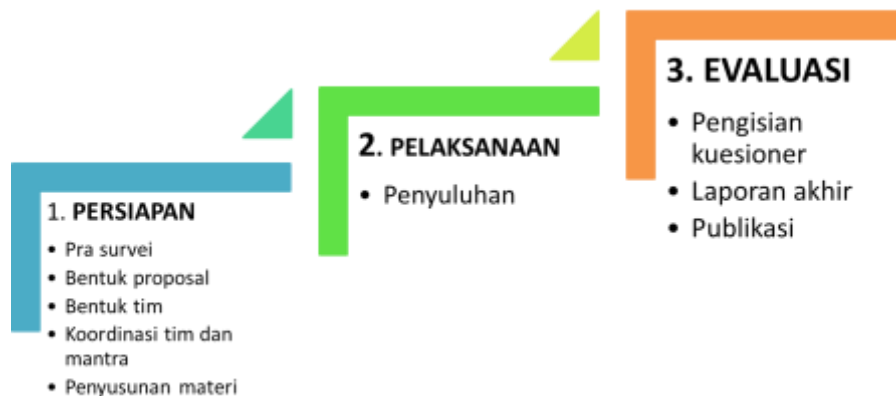 1. PERSIAPAN
• Pra survei
• Bentuk proposal
• Bentuk tim
• Koordinasi tim dan
mantra
• Penyusunan materi
2. PELAKSANAAN
• Penyuluhan
3. EVALUASI
• Pengisian
kuesioner
• Laporan akhir
• Publikasi